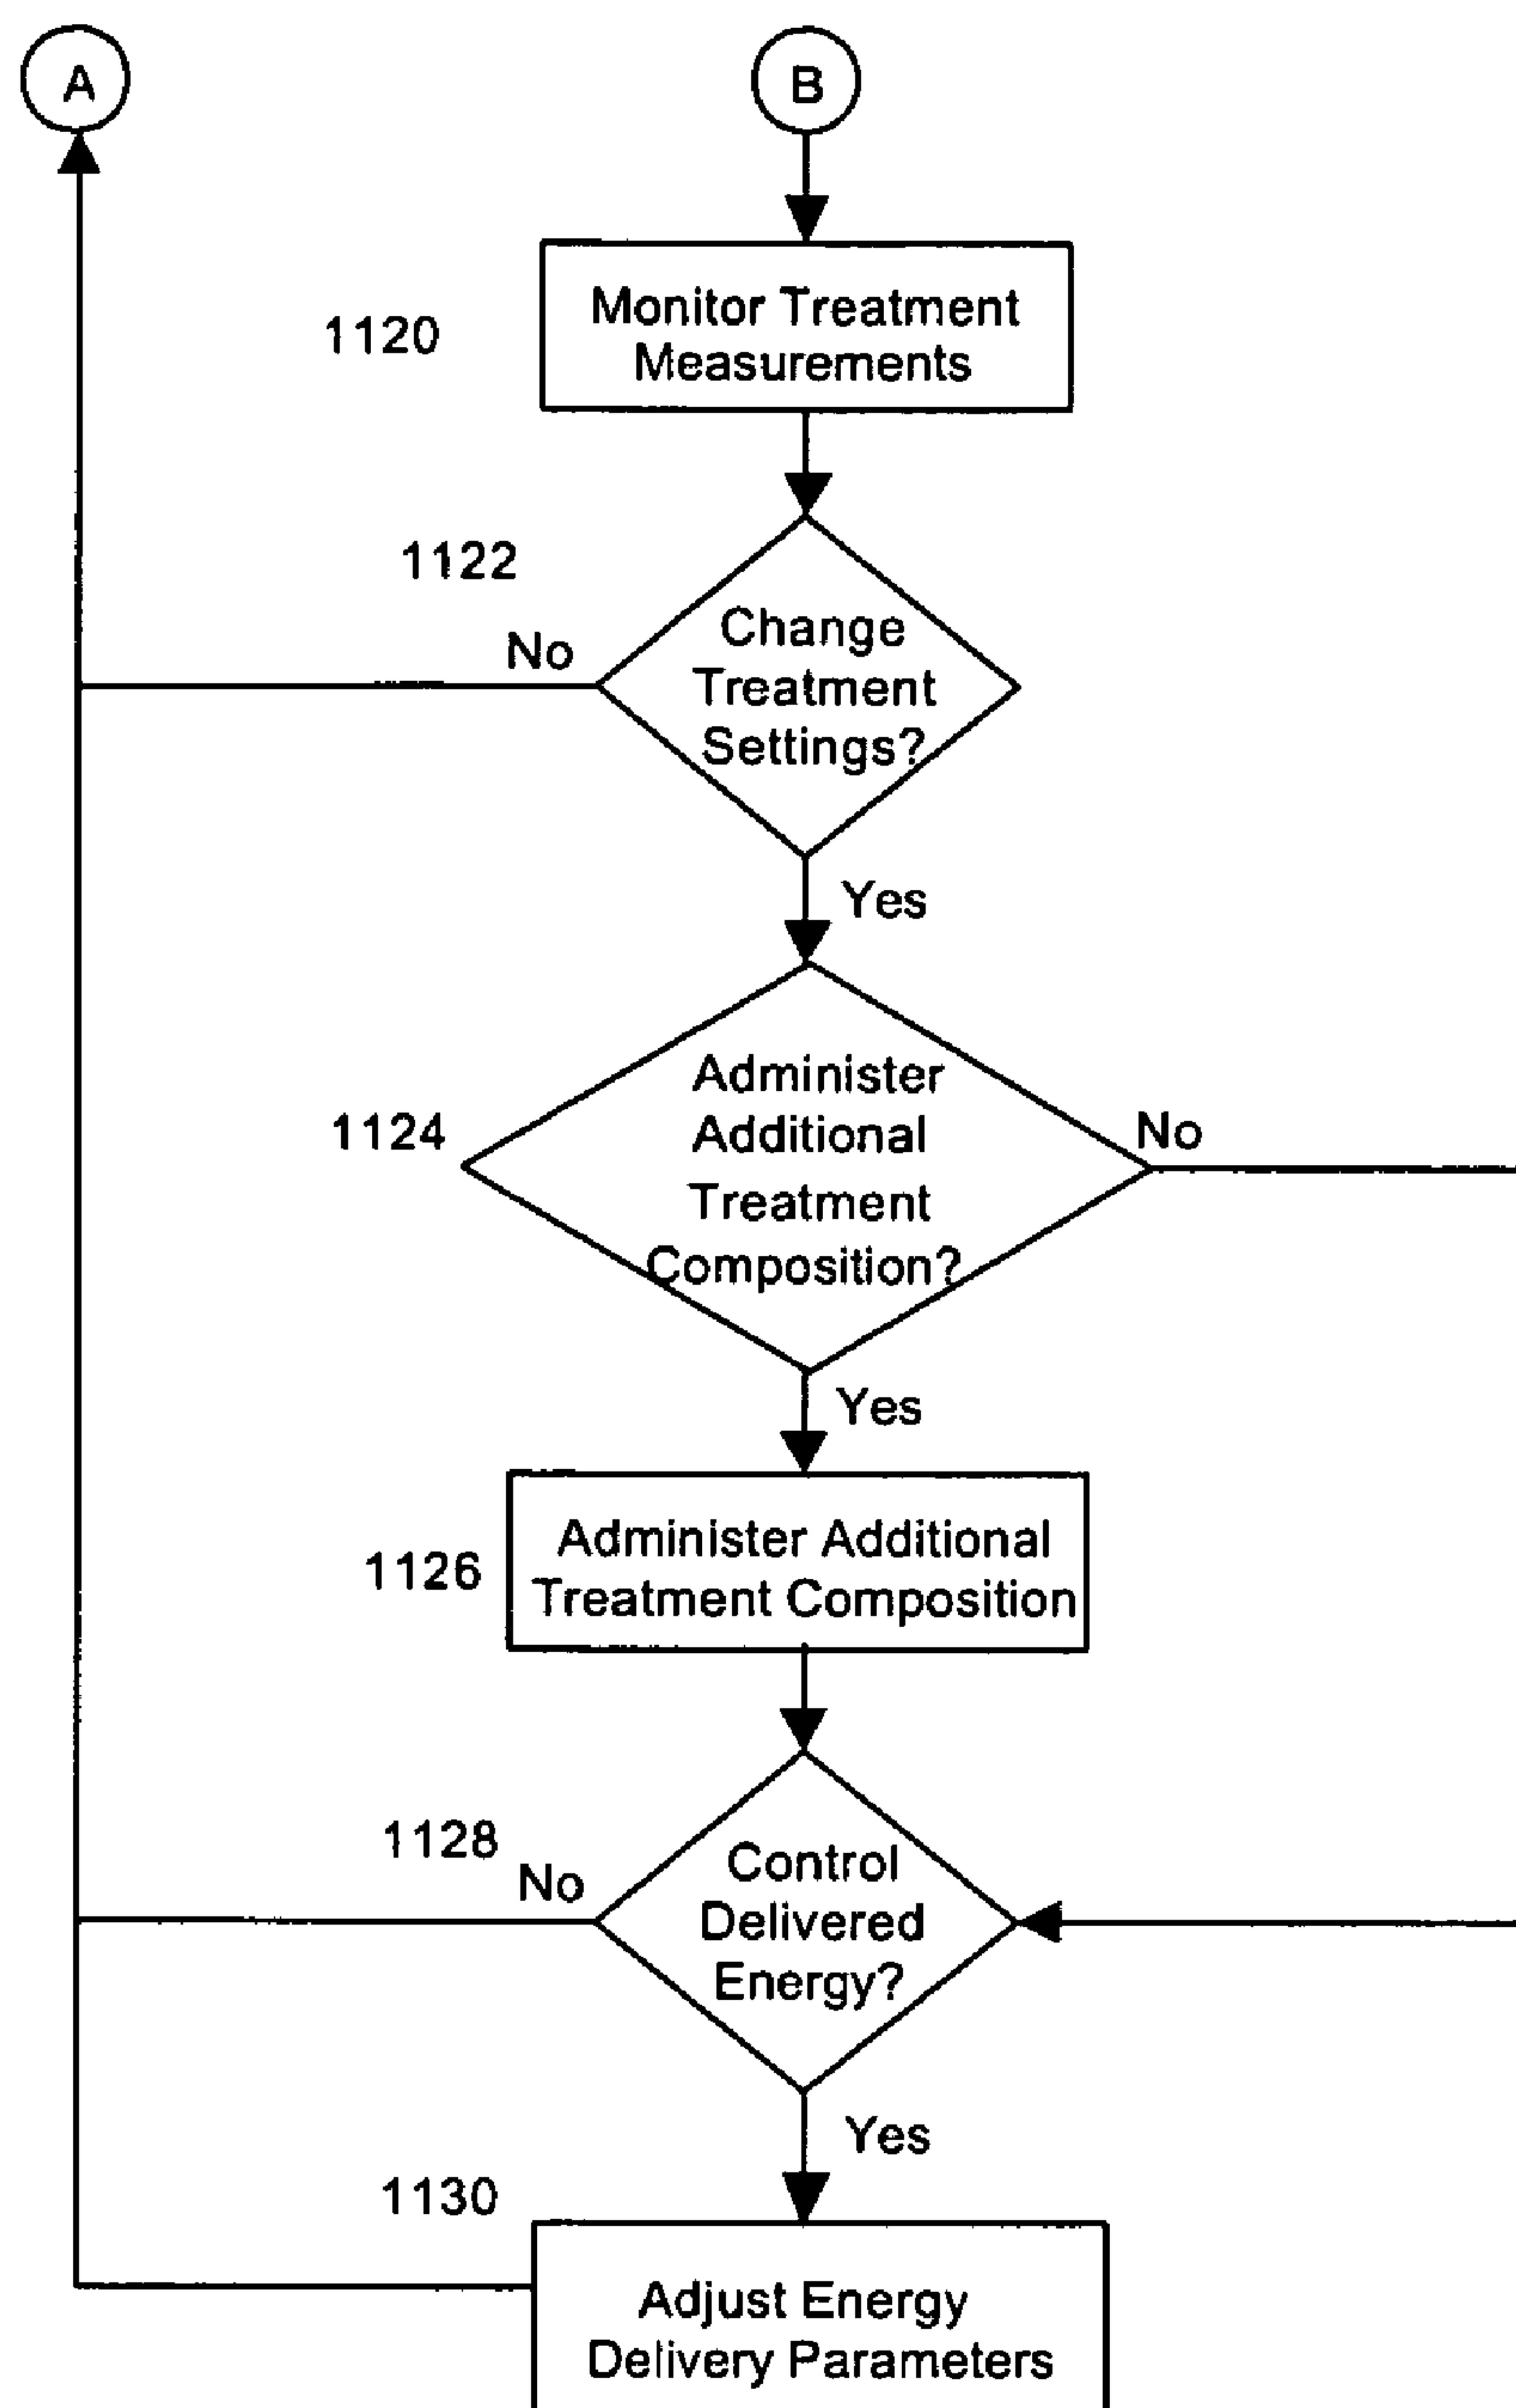 A
B
1120
Monitor Treatment
Measurements
1122
No
Change
Treatment
Settings?
Yes
1124
Administer
Additional
Treatment
Composition?
No
Yes
1126
Administer Additional
Treatment Composition
1128
No
Control
Delivered
Energy?
Yes
1130
Adjust Energy
Delivery Parameters